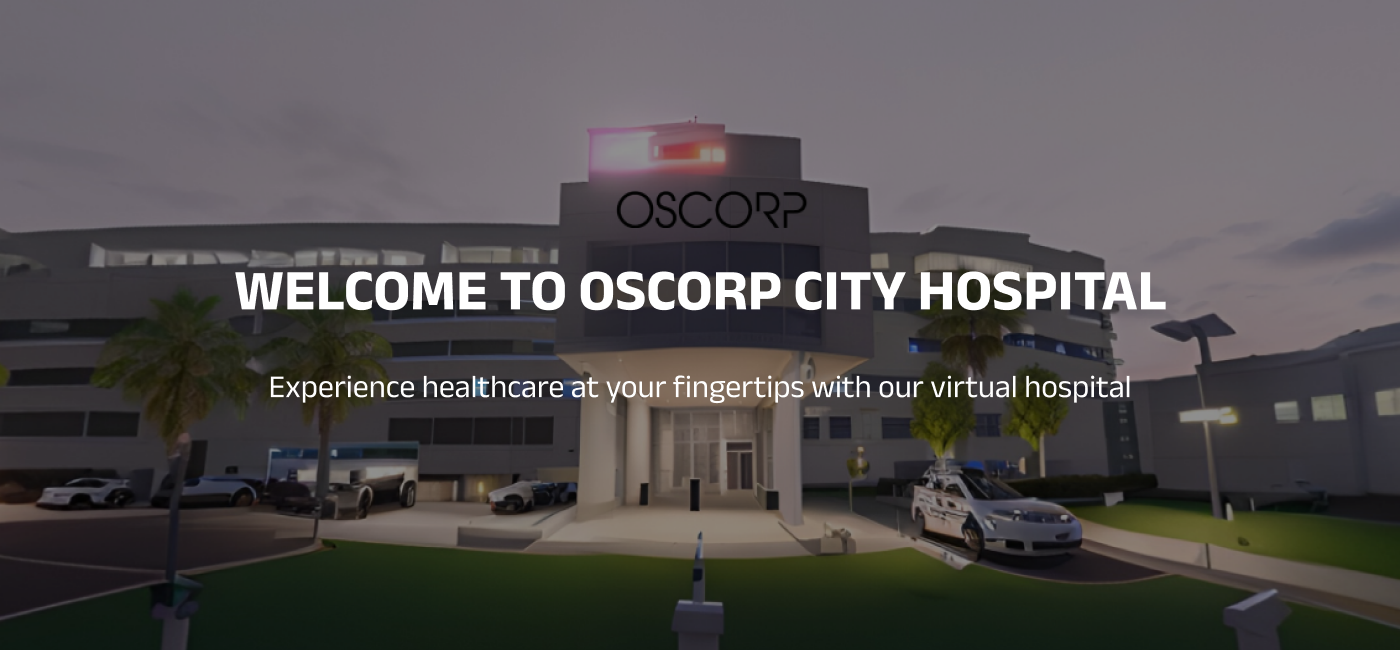 OSCORP
WELCOME TO OSCORP CITY HOSPITAL
Experience healthcare at your fingertips with our virtual hospital